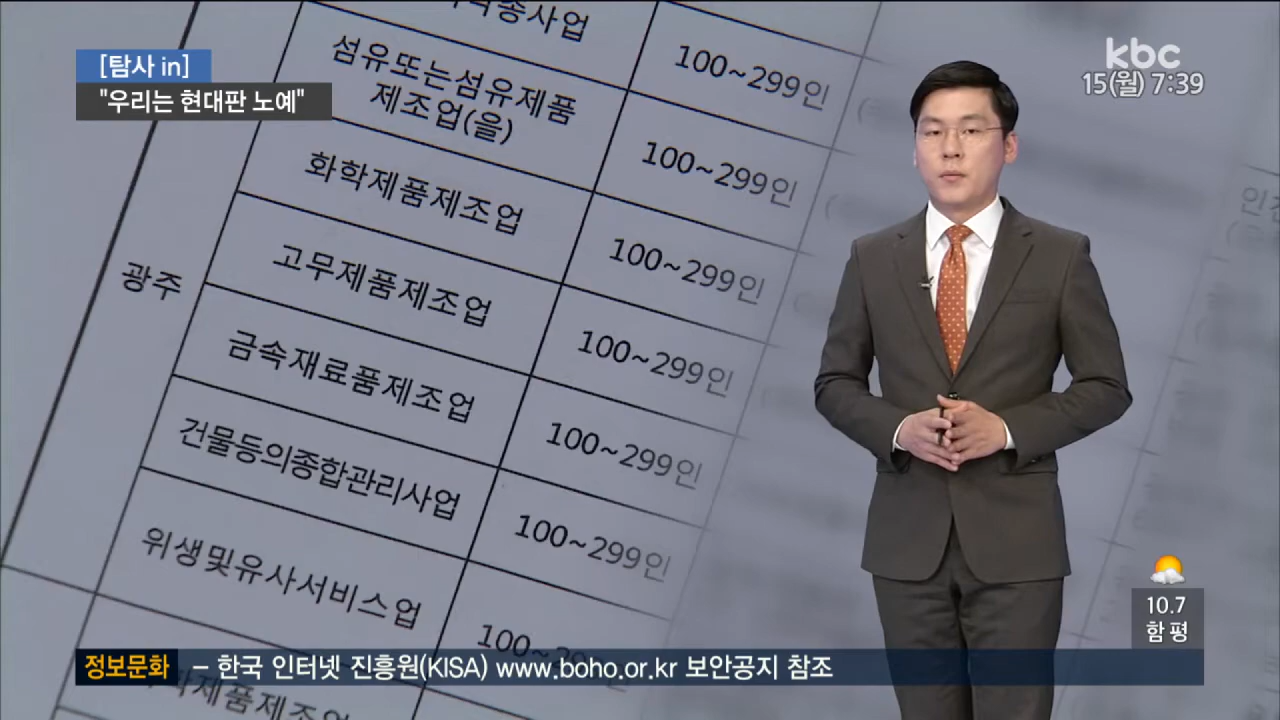 [탐사 in]
"우리는 현대판 노예"
kbc
15(월) 7:39
100~299인
섬유또는섬유제품
제조업(을)
100~299인
화학제품제조업
100~299인
광주
고무제품제조업
100~299인
금속재료품제조업
100~299인
건물등의종합관리사업
100~299인
위생및유사서비스업
10.7
함평
정보문화
- 한국 인터넷 진흥원(KISA) www.boho.or.kr 보안공지 참조